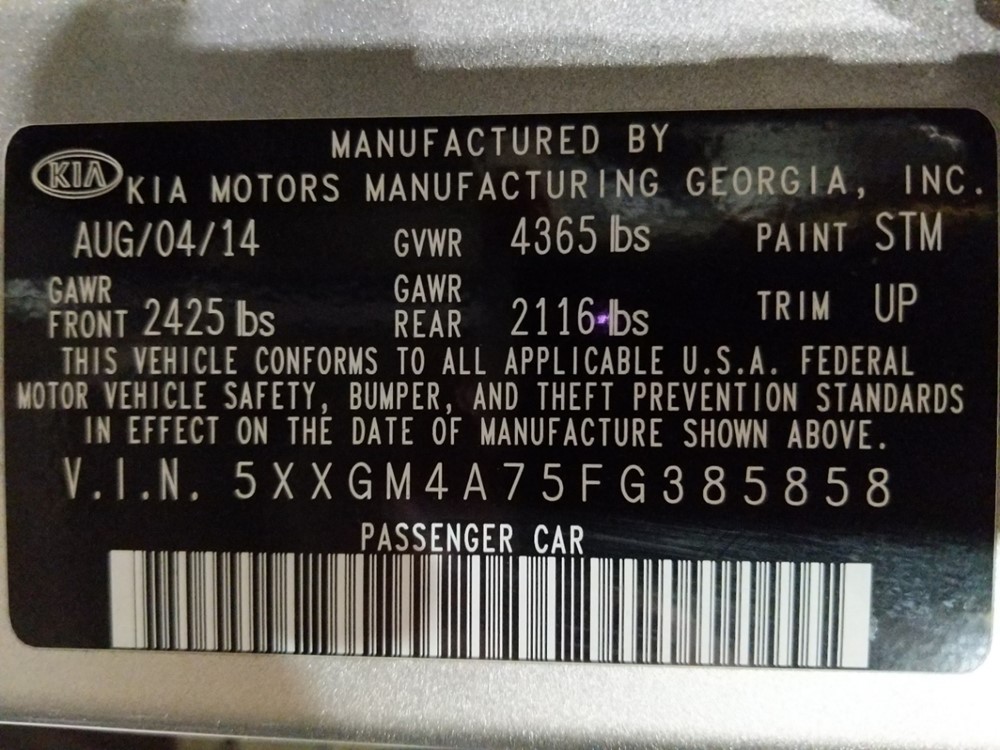 MANUFACTURED BY
KIA
KIA MOTORS MANUFACTURING GEORGIA, INC.
AUG/04/14 GVWR 4365 lbs PAINT STM
GAWR FRONT 2425 lbs GAWR REAR 2116 lbs TRIM UP
THIS VEHICLE CONFORMS TO ALL APPLICABLE U.S.A. FEDERAL
MOTOR VEHICLE SAFETY, BUMPER, AND THEFT PREVENTION STANDARDS
IN EFFECT ON THE DATE OF MANUFACTURE SHOWN ABOVE.
V.I.N. 5XXGM4A75FG385858
PASSENGER CAR